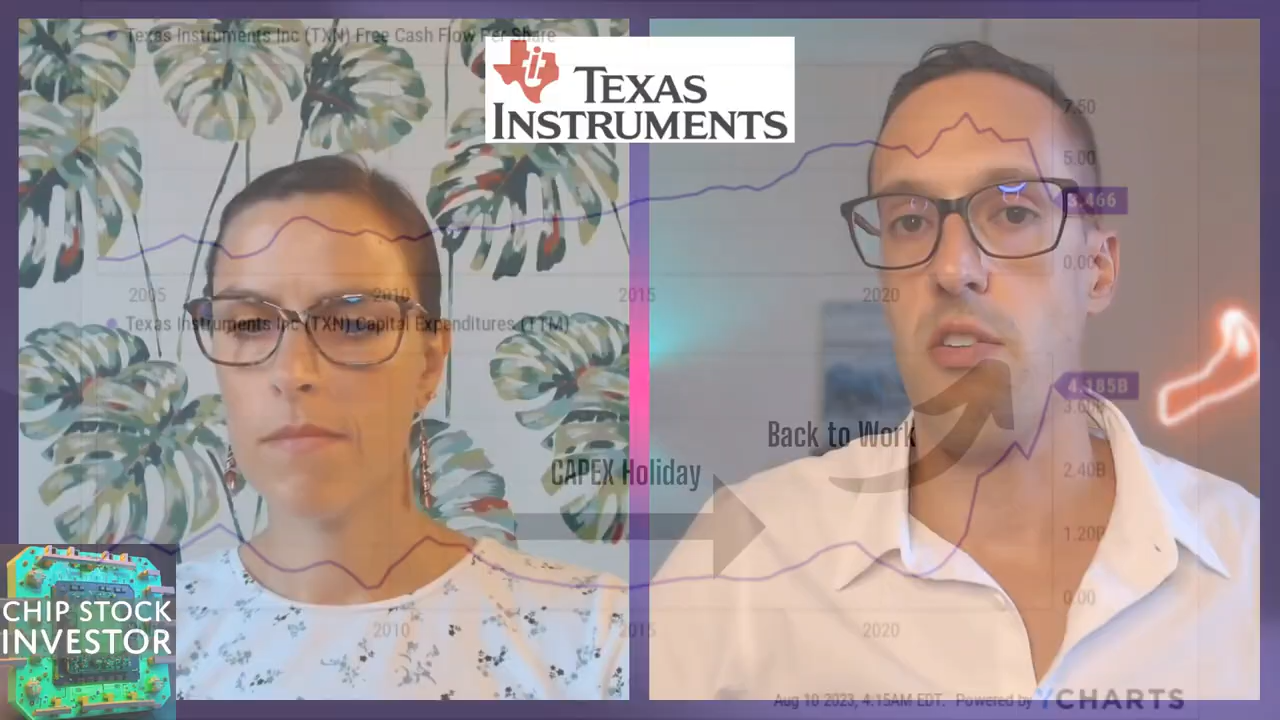 Texas Instruments Inc (TXN) Free Cash Flow Per Share
TEXAS
INSTRUMENTS
7.50
5.00
3.466
0.00
2005
2010
2015
2020
Texas Instruments Inc (TXN) Capital Expenditures (TTM)
4.185B
3.60B
Back to Work
CAPEX Holiday
2.40B
1.20B
0.00
CHIP STOCK
INVESTOR
2010
2015
2020
Aug 10 2023, 4:15AM EDT. Powered by YCHARTS